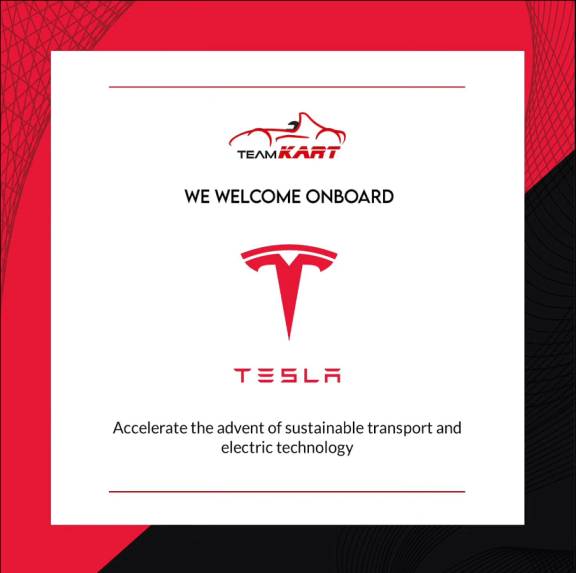 TEAM KART
WE WELCOME ONBOARD
TESLA
Accelerate the advent of sustainable transport and
electric technology